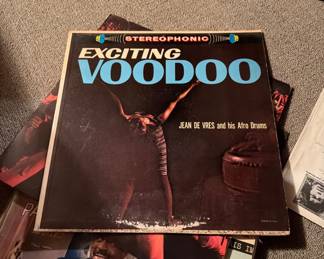 STEREOPHONIC
EXCITING
VOODOO
JEAN DE VRES and his Afro Drums